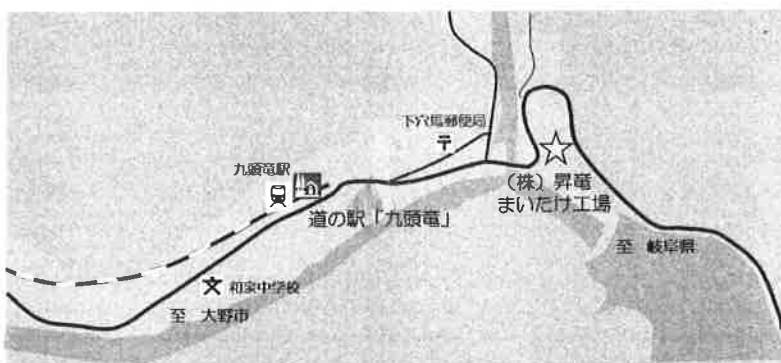 下穴馬郵便局
〒
九頭竜駅
道の駅「九頭竜」
（株）昇竜
まいたけ工場
至 岐阜県
和泉中学校
至 大野市